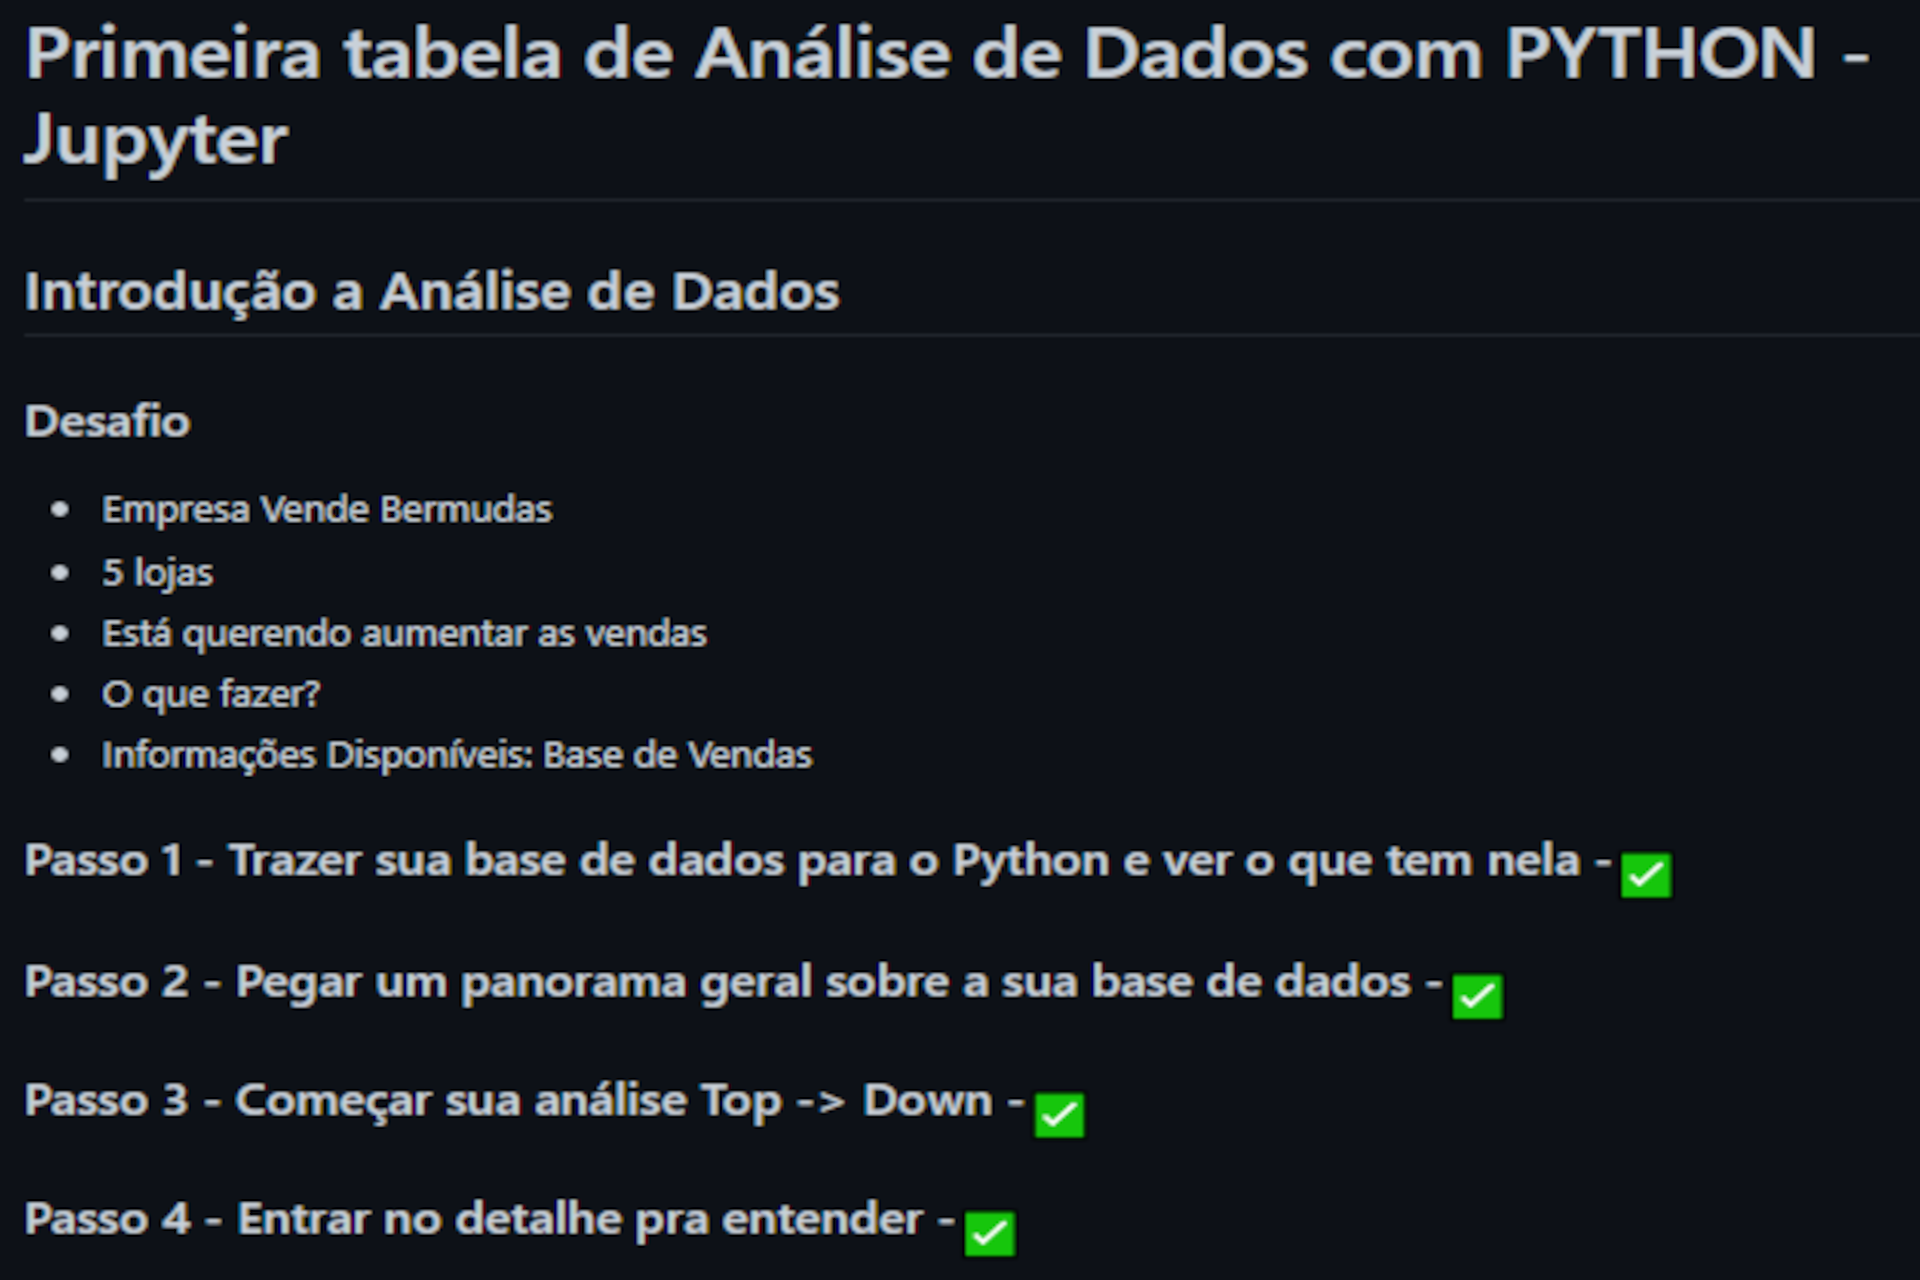 Primeira tabela de Análise de Dados com PYTHON -
Jupyter
Introdução a Análise de Dados
Desafio
Empresa Vende Bermudas
5 lojas
Está querendo aumentar as vendas
O que fazer?
Informações Disponíveis: Base de Vendas
Passo 1 - Trazer sua base de dados para o Python e ver o que tem nela - ✅
Passo 2 - Pegar um panorama geral sobre a sua base de dados - ✅
Passo 3 - Começar sua análise Top -> Down - ✅
Passo 4 - Entrar no detalhe pra entender - ✅